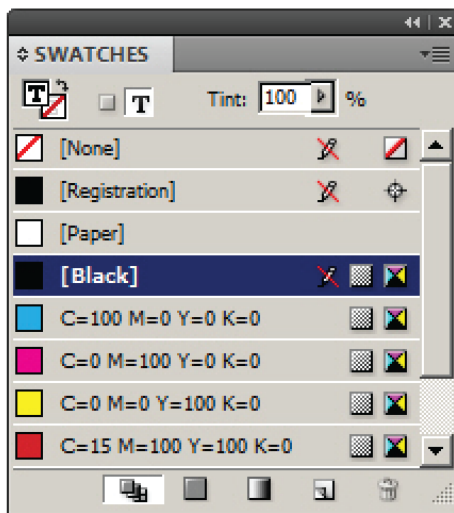 SWATCHES
T T Tint: 100 %
[None]
[Registration]
[Paper]
[Black]
C=100 M=0 Y=0 K=0
C=0 M=100 Y=0 K=0
C=0 M=0 Y=100 K=0
C=15 M=100 Y=100 K=0